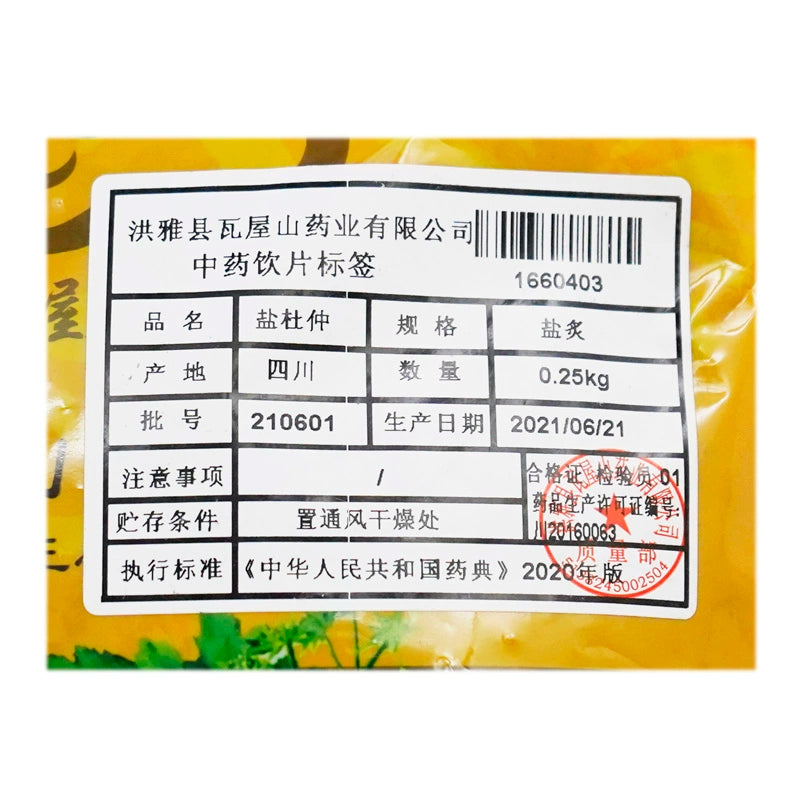 洪雅县瓦屋山药业有限公司
中药饮片标签
1660403
品名 盐杜仲 规格 盐炙
产地 四川 数量 0.25kg
批号 210601 生产日期 2021/06/21
注意事项 /
合格证 检验员 01
药品生产许可证编号:
川20160063
贮存条件 置通风干燥处
执行标准 《中华人民共和国药典》 2020年版
质量部
屋